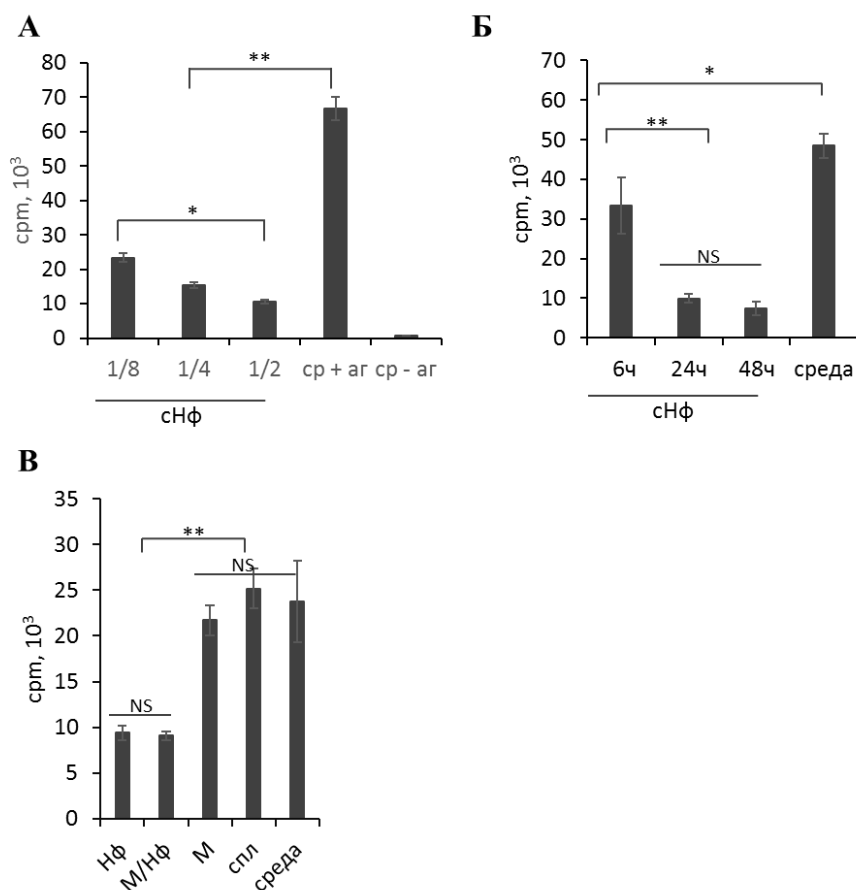 А
80
70
60
50
40
30
20
10
0
cpm, 10³
**
*
1/8 1/4 1/2 ср + аг ср - аг
сНф
Б
70
60
50
40
30
20
10
0
cpm, 10³
*
**
NS
6ч 24ч 48ч среда
сНф
В
35
30
25
20
15
10
5
0
cpm, 10³
**
NS
NS
Нф М/Нф М спл среда